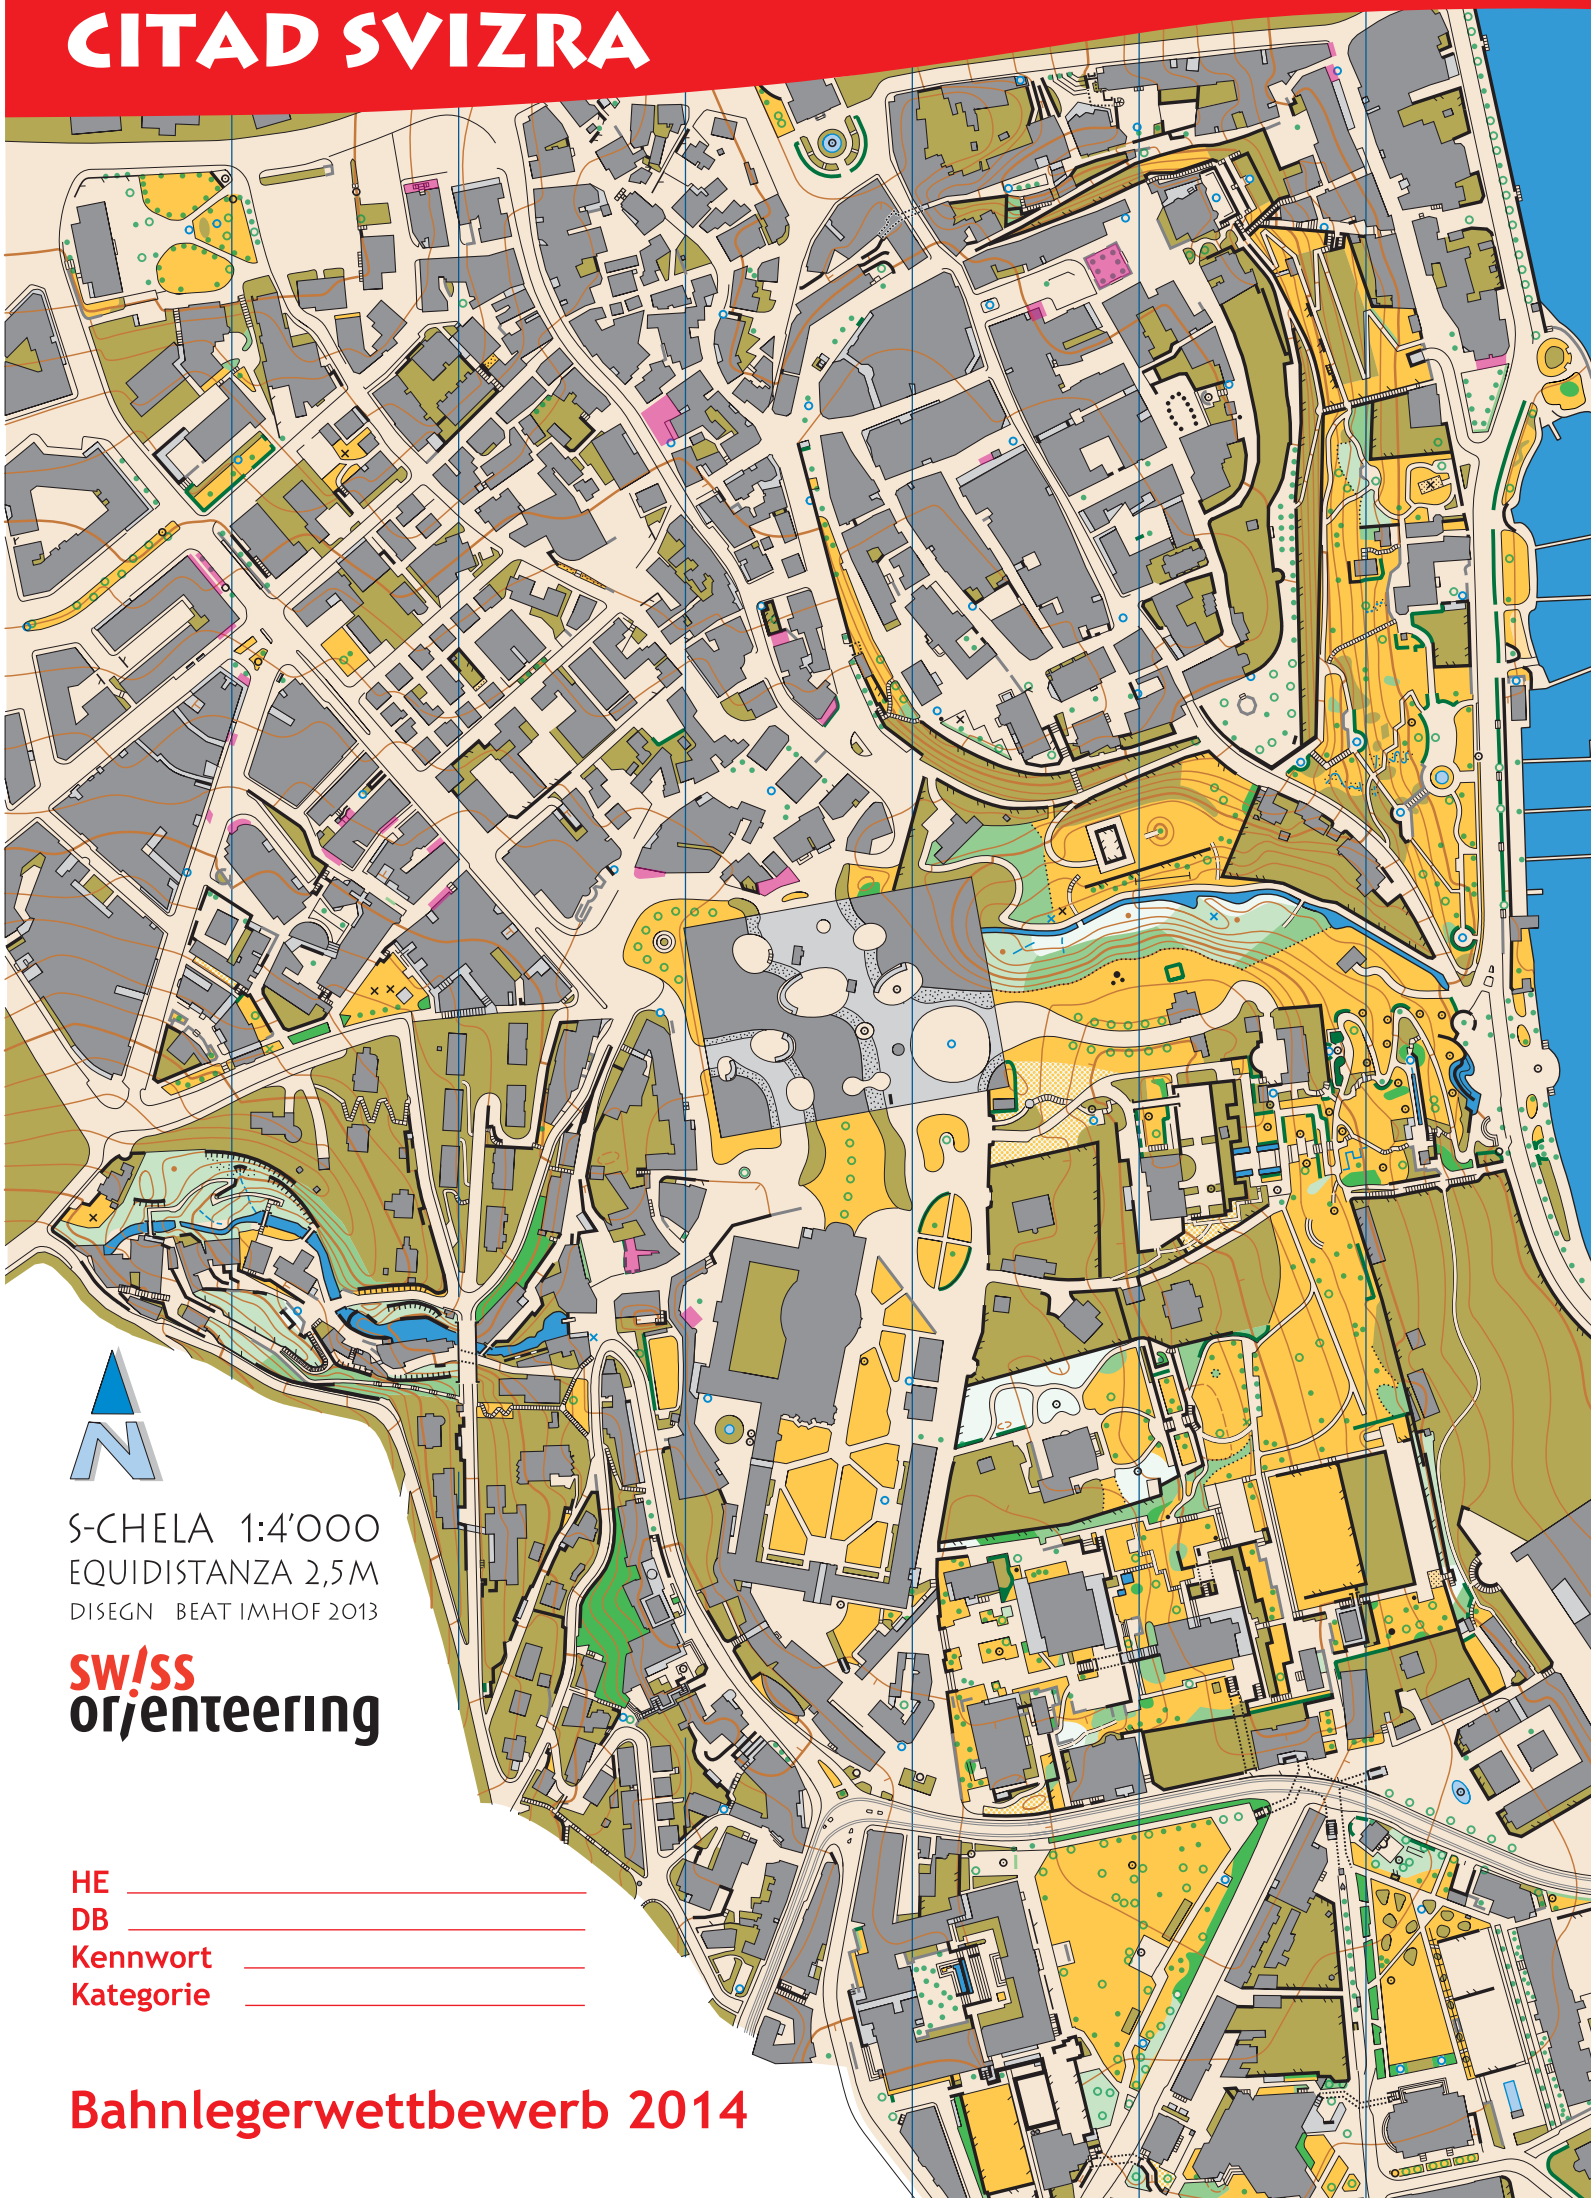 CITAD SVIZRA
N
S-CHELA 1:4'000
EQUIDISTANZA 2,5M
DISEGN BEAT IMHOF 2013
swiss
orienteering
HE
DB
Kennwort
Kategorie
Bahnlegerwettbewerb 2014